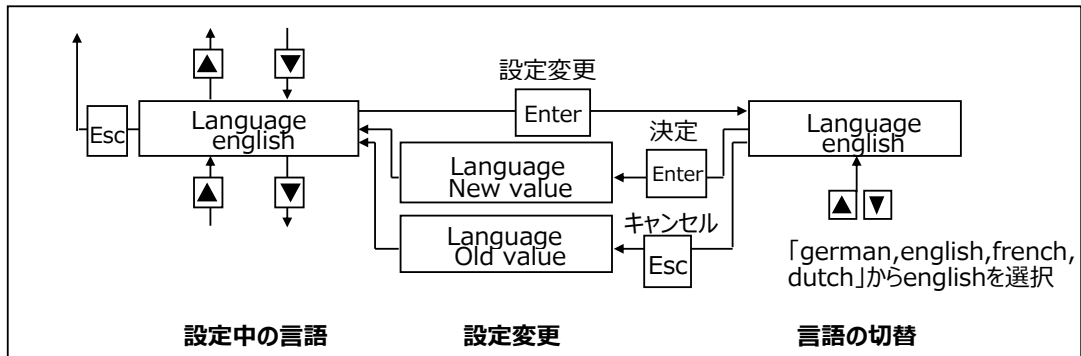 ▲
▼
設定変更
Esc
Language
english
Enter
Language
english
決定
Language
New value
Enter
▲
▼
▲
▼
キャンセル
Language
Old value
Esc
「german,english,french,
dutch」からenglishを選択
設定中の言語
設定変更
言語の切替